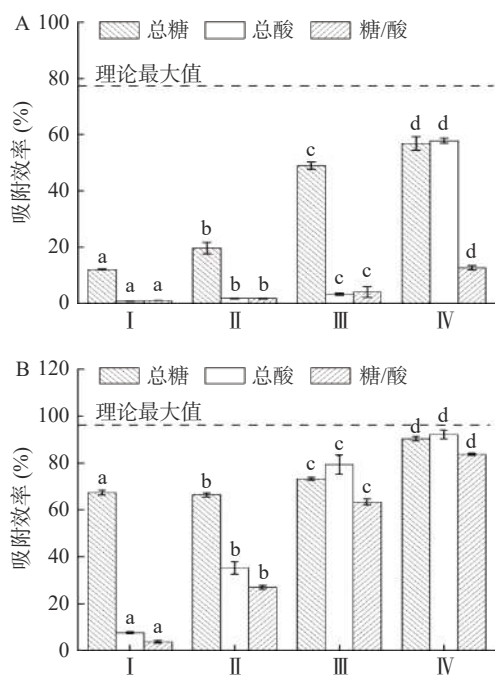 A
100
总糖 总酸 糖/酸
理论最大值
80
60
40
20
0
吸附效率 (%)
a a a
b b b
c c c
d d d
Ⅰ Ⅱ Ⅲ Ⅳ
B
120
总糖 总酸 糖/酸
理论最大值
100
80
60
40
20
0
吸附效率 (%)
a a a
b b b
c c c
d d d
Ⅰ Ⅱ Ⅲ Ⅳ